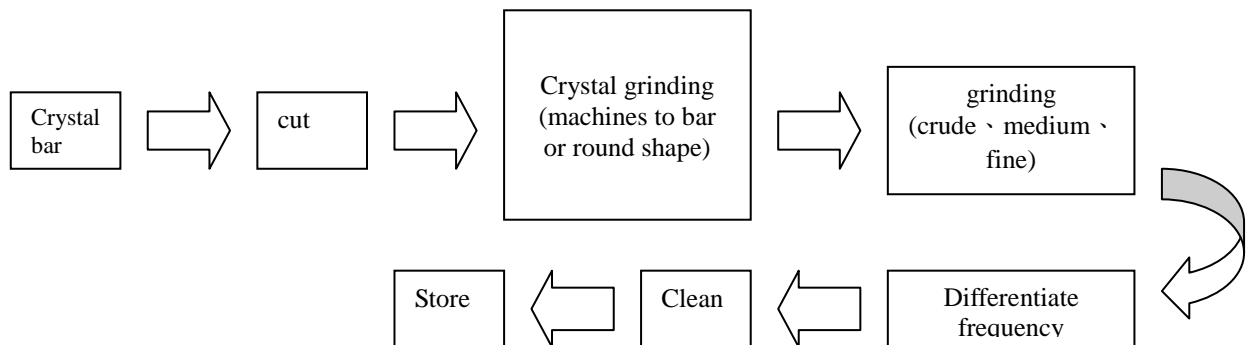 Crystal
bar
cut
Crystal grinding
(machines to bar
or round shape)
grinding
(crude、medium、
fine)
Differentiate
frequency
Clean
Store